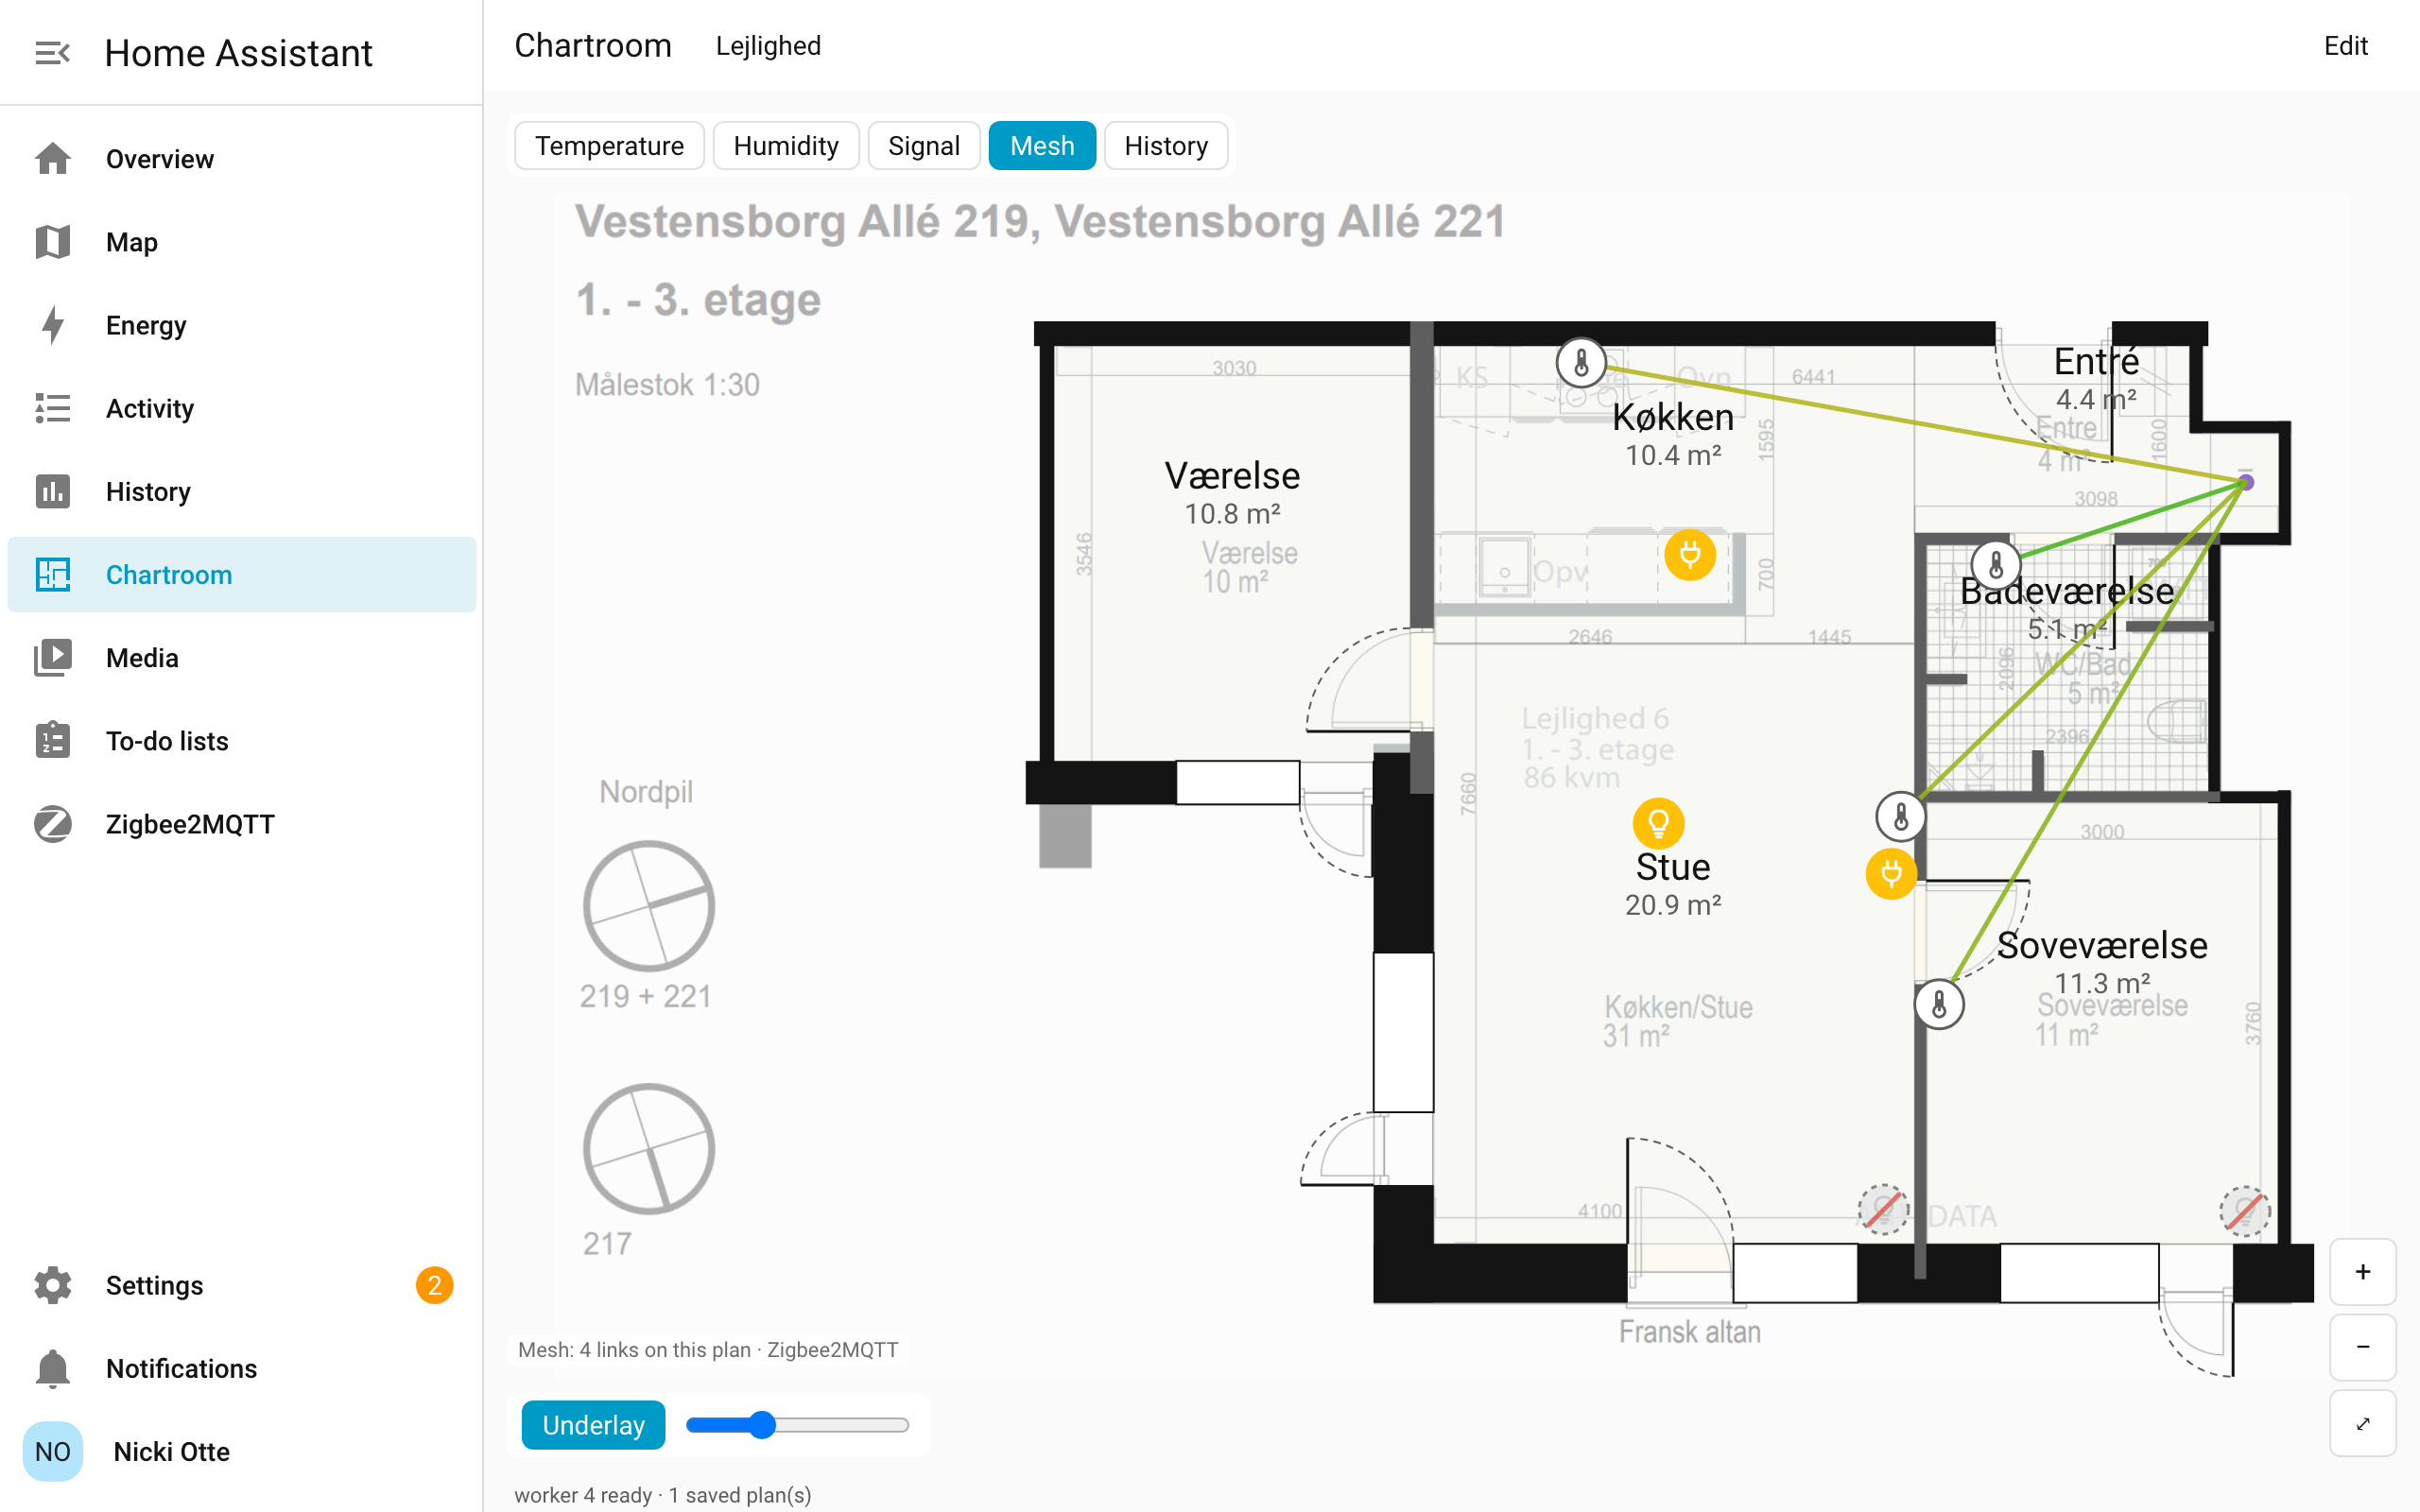 Home Assistant
Overview
Map
Energy
Activity
History
Chartroom
Media
To-do lists
Zigbee2MQTT
Settings
2
Notifications
NO
Nicki Otte
Chartroom
Lejlighed
Edit
Temperature
Humidity
Signal
Mesh
History
Vestensborg Allé 219, Vestensborg Allé 221
1. - 3. etage
Målestok 1:30
Nordpil
219 + 221
217
3030
3546
Værelse
10.8 m²
Værelse
10 m²
KS
Ovn
6441
Køkken
10.4 m²
1595
Opv
700
2646
1445
Entré
4.4 m²
Entre
4 m²
1600
3098
Badeværelse
5.1 m²
WC/Bad
5 m²
2096
2396
Lejlighed 6
1. - 3. etage
86 kvm
7660
Stue
20.9 m²
Køkken/Stue
31 m²
4100
3000
Soveværelse
11.3 m²
Soveværelse
11 m²
3760
DATA
Fransk altan
Mesh: 4 links on this plan · Zigbee2MQTT
Underlay
worker 4 ready · 1 saved plan(s)
+
−